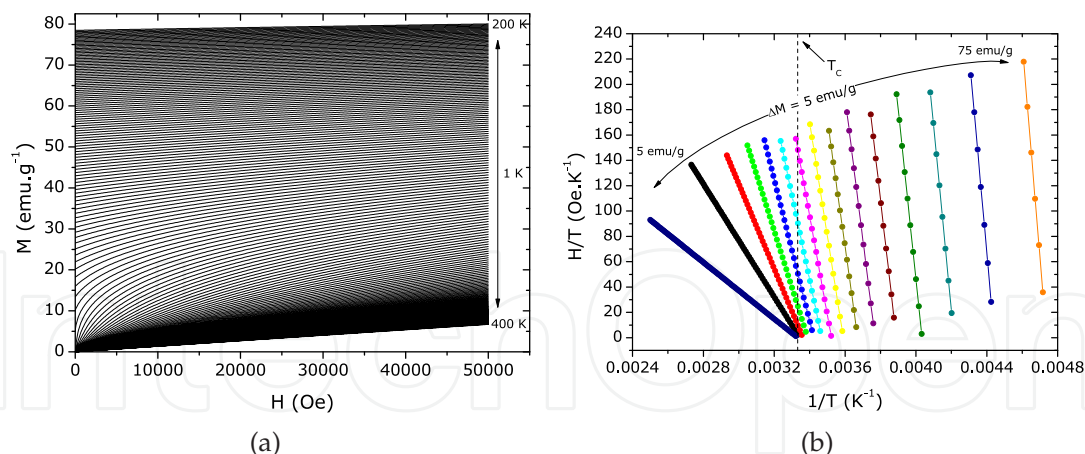 M (emu.g⁻¹)
80
70
60
50
40
30
20
10
0
200 K
1 K
400 K
0 10000 20000 30000 40000 50000
H (Oe)
(a)
H/T (Oe.K⁻¹)
240
220
200
180
160
140
120
100
80
60
40
20
0
T_C
75 emu/g
ΔM = 5 emu/g
5 emu/g
0.0024 0.0028 0.0032 0.0036 0.0040 0.0044 0.0048
1/T (K⁻¹)
(b)